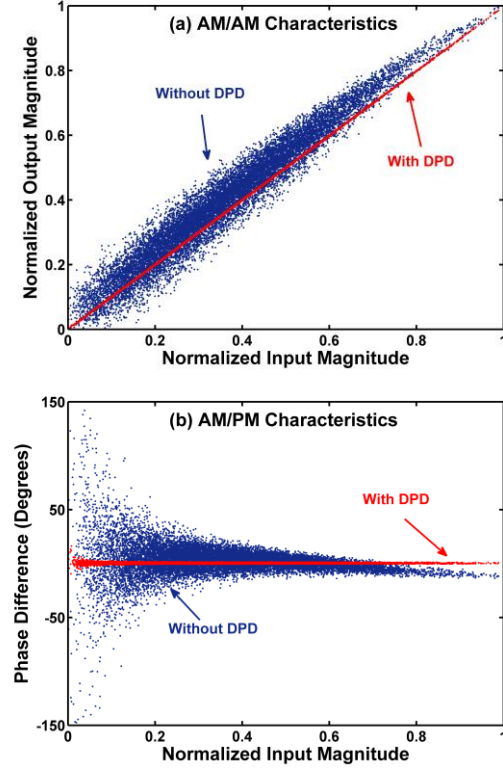 (a) AM/AM Characteristics
Normalized Output Magnitude
1
0.8
0.6
0.4
0.2
0
Without DPD
With DPD
0
0.2
0.4
0.6
0.8
1
Normalized Input Magnitude
(b) AM/PM Characteristics
Phase Difference (Degrees)
150
50
-50
-150
With DPD
Without DPD
0
0.2
0.4
0.6
0.8
1
Normalized Input Magnitude